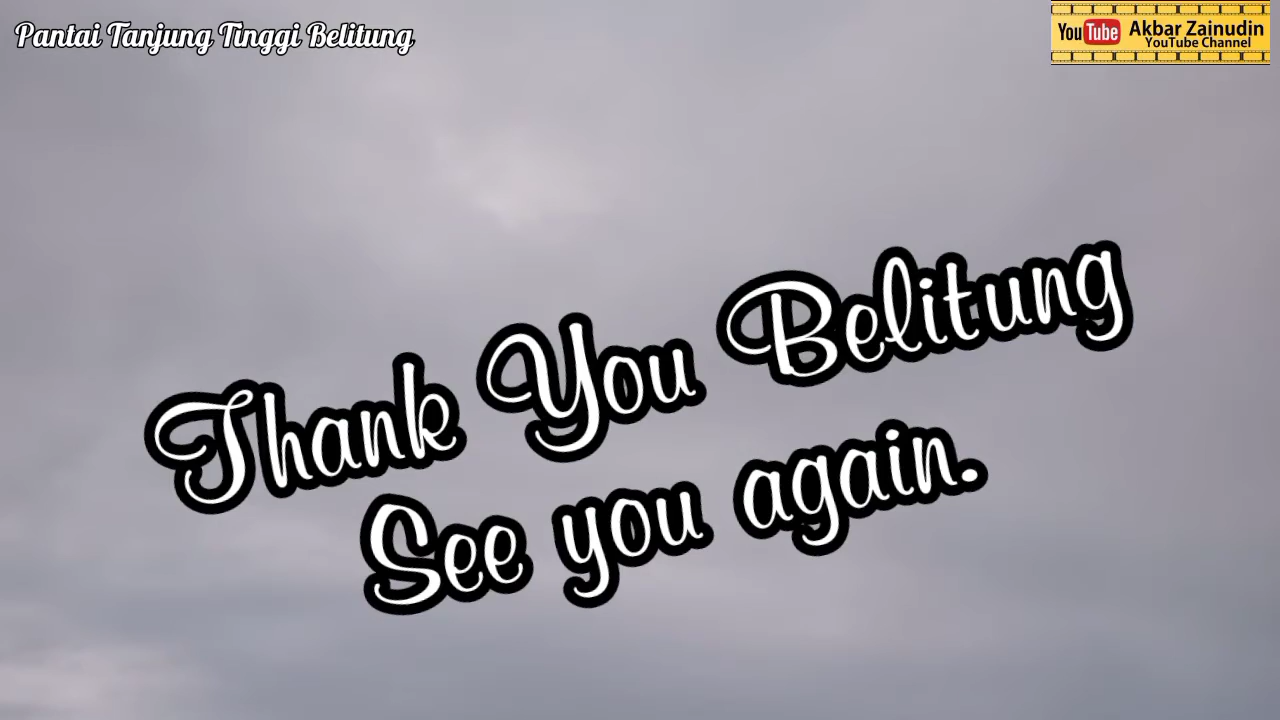 Pantai Tanjung Tinggi Belitung
YouTube Akbar Zainudin
YouTube Channel
Thank You Belitung
See you again.